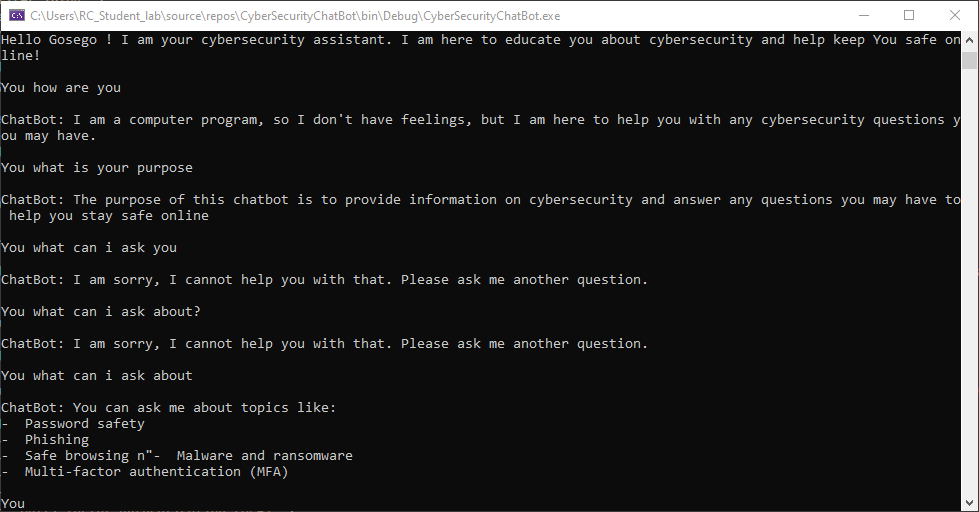 C:\Users\RC_Student_lab\source\repos\CyberSecurityChatBot\bin\Debug\CyberSecurityChatBot.exe
Hello Gosego ! I am your cybersecurity assistant. I am here to educate you about cybersecurity and help keep You safe on
line!
You how are you
ChatBot: I am a computer program, so I don't have feelings, but I am here to help you with any cybersecurity questions y
ou may have.
You what is your purpose
ChatBot: The purpose of this chatbot is to provide information on cybersecurity and answer any questions you may have to
 help you stay safe online
You what can i ask you
ChatBot: I am sorry, I cannot help you with that. Please ask me another question.
You what can i ask about?
ChatBot: I am sorry, I cannot help you with that. Please ask me another question.
You what can i ask about
ChatBot: You can ask me about topics like:
-  Password safety
-  Phishing
-  Safe browsing n"-  Malware and ransomware
-  Multi-factor authentication (MFA)
You